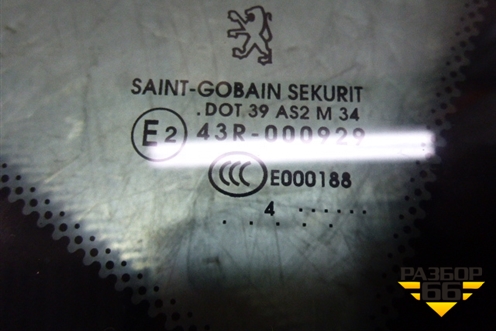 SAINT-GOBAIN SEKURIT
.DOT 39 AS2 M 34
E2 43R-000929
CCC E000188
4 ......
. . . . .
РАЗБОР
66